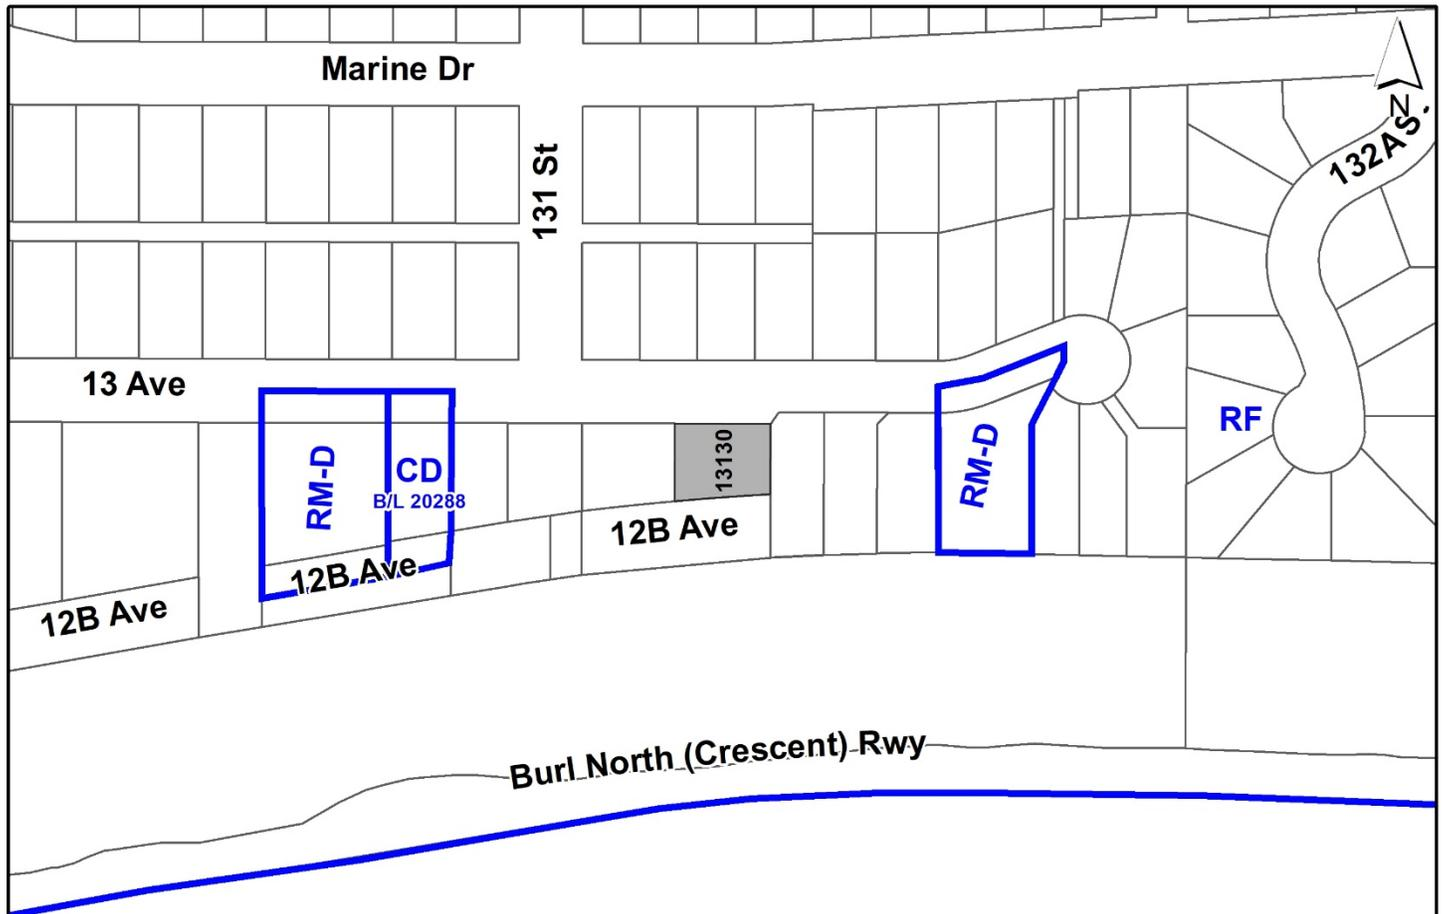 Marine Dr
N
132A S
131 St
13 Ave
RF
RM-D
CD
B/L 20288
13130
RM-D
12B Ave
12B Ave
12B Ave
Burl North (Crescent) Rwy